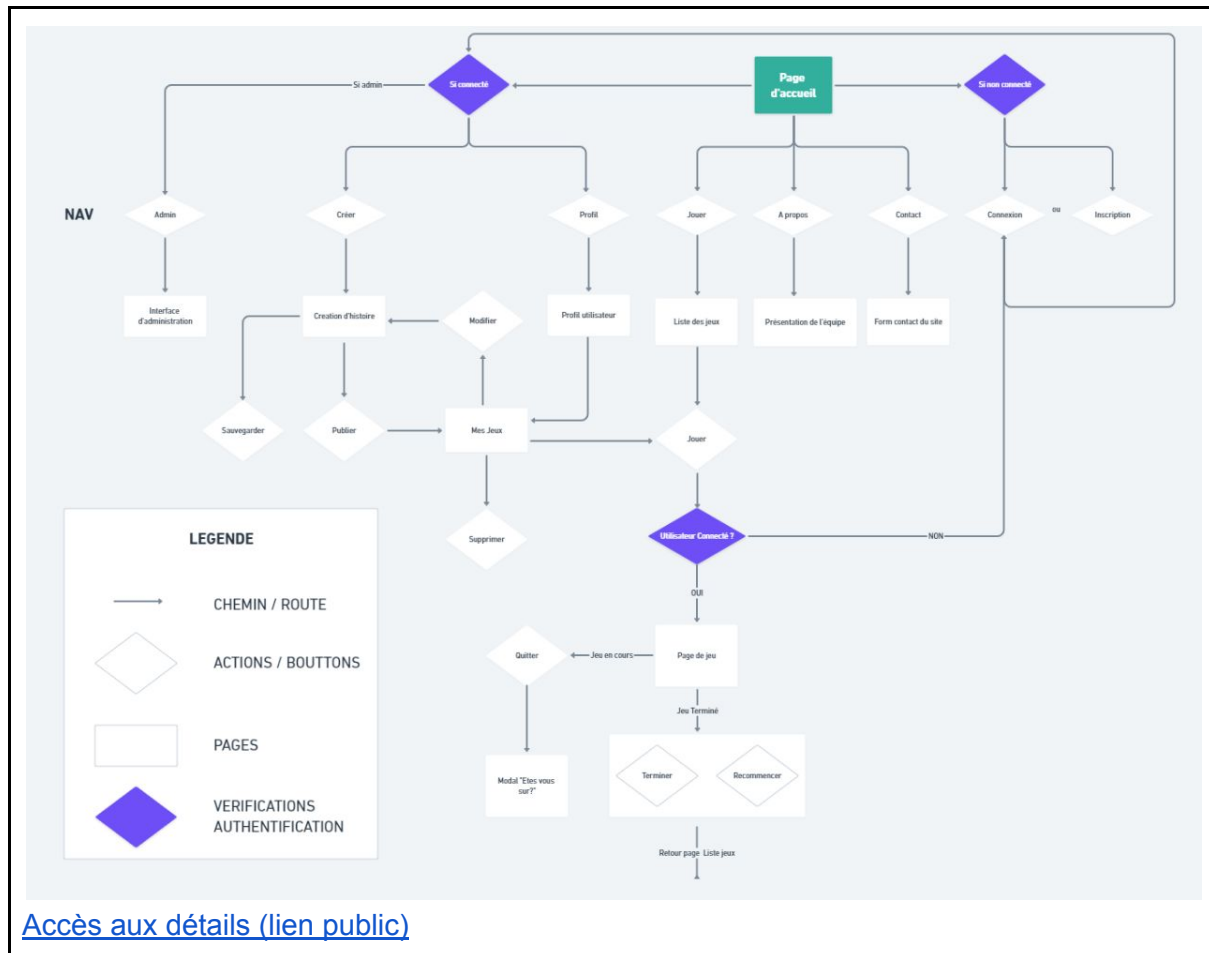 Si admin
Si connecté
Page
d'accueil
Si non connecté
NAV
Admin
Créer
Profil
Jouer
A propos
Contact
Connexion
ou
Inscription
Interface
d'administration
Creation d'histoire
Modifier
Profil utilisateur
Liste des jeux
Présentation de l'équipe
Form contact du site
Sauvegarder
Publier
Mes Jeux
Jouer
Supprimer
Utilisateur Connecté ?
NON
OUI
Quitter
Jeu en cours
Page de jeu
Jeu Terminé
Modal "Etes vous
sur?"
Terminer
Recommencer
Retour page Liste jeux
LEGENDE
CHEMIN / ROUTE
ACTIONS / BOUTTONS
PAGES
VERIFICATIONS
AUTHENTIFICATION
Accès aux détails (lien public)